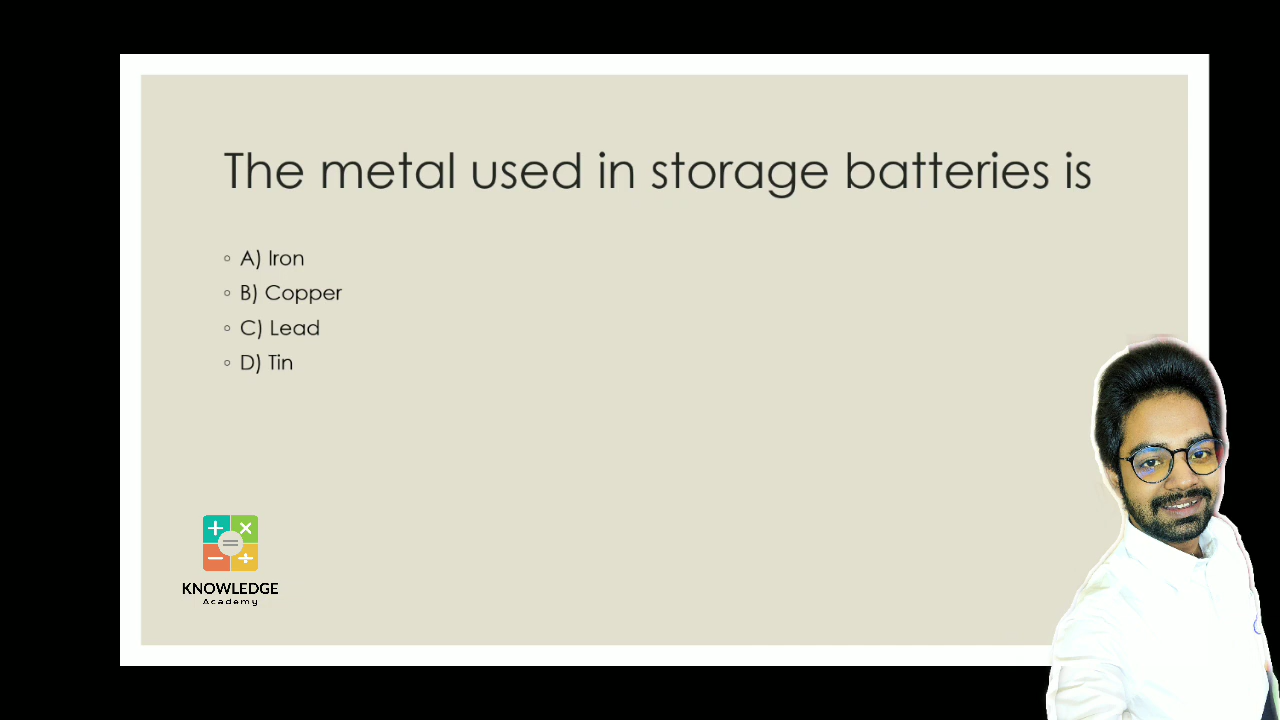 The metal used in storage batteries is
A) Iron
B) Copper
C) Lead
D) Tin
KNOWLEDGE
Academy